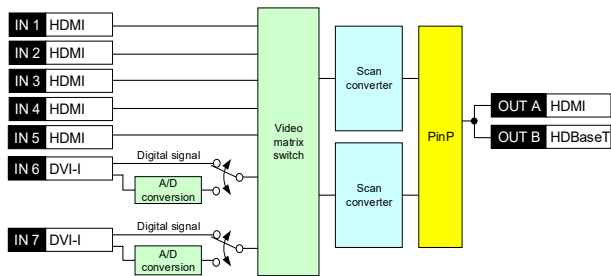 IN 1 HDMI
IN 2 HDMI
IN 3 HDMI
IN 4 HDMI
IN 5 HDMI
IN 6 DVI-I
Digital signal
A/D
conversion
IN 7 DVI-I
Digital signal
A/D
conversion
Video
matrix
switch
Scan
converter
Scan
converter
PinP
OUT A HDMI
OUT B HDBaseT